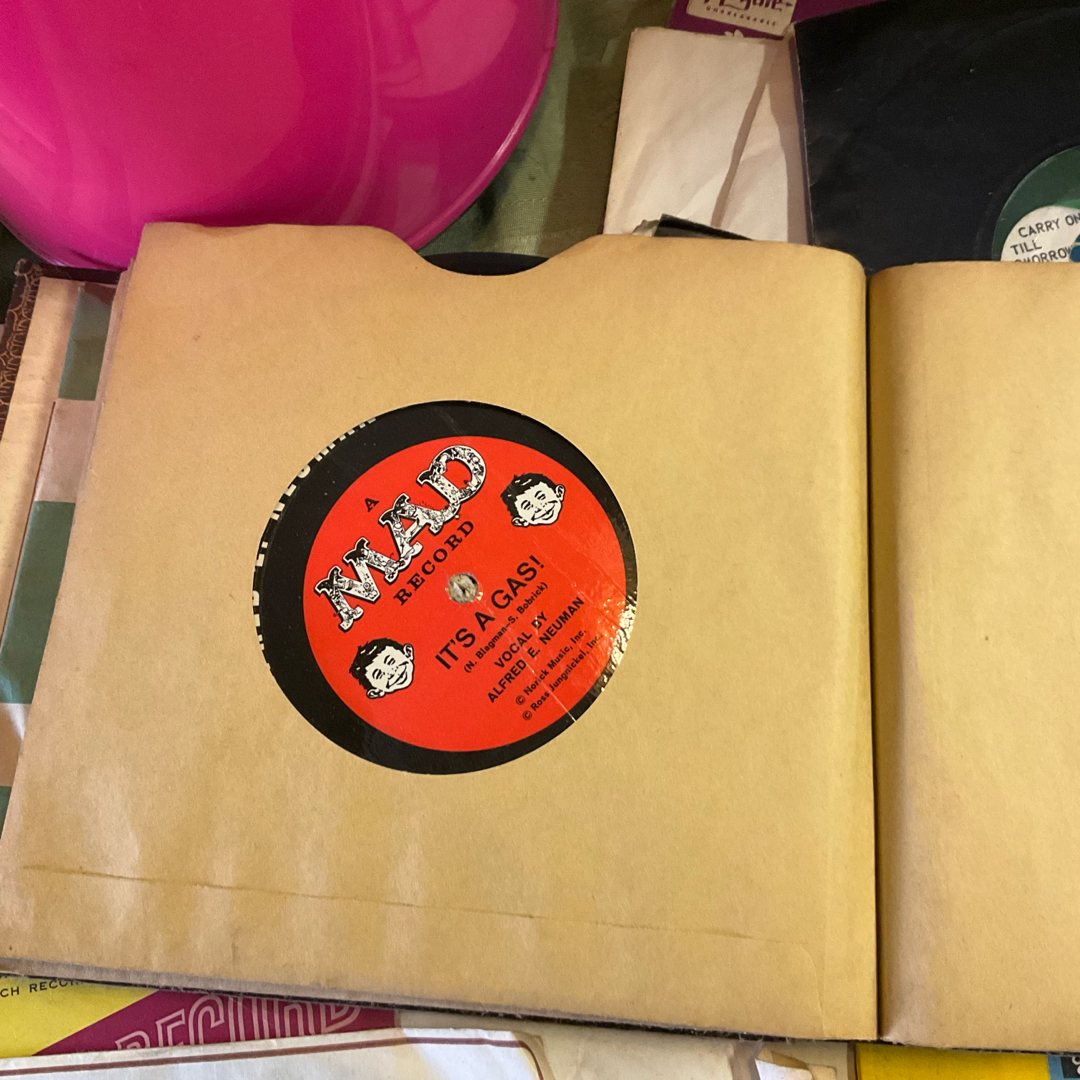 CARRY ON
TILL
A
MAD
RECORD
IT'S A GAS!
(N. Blagman–S. Bobrick)
VOCAL BY
ALFRED E. NEUMAN
© Norick Music, Inc.
© Ross Jungnickel, Inc.
RECORD